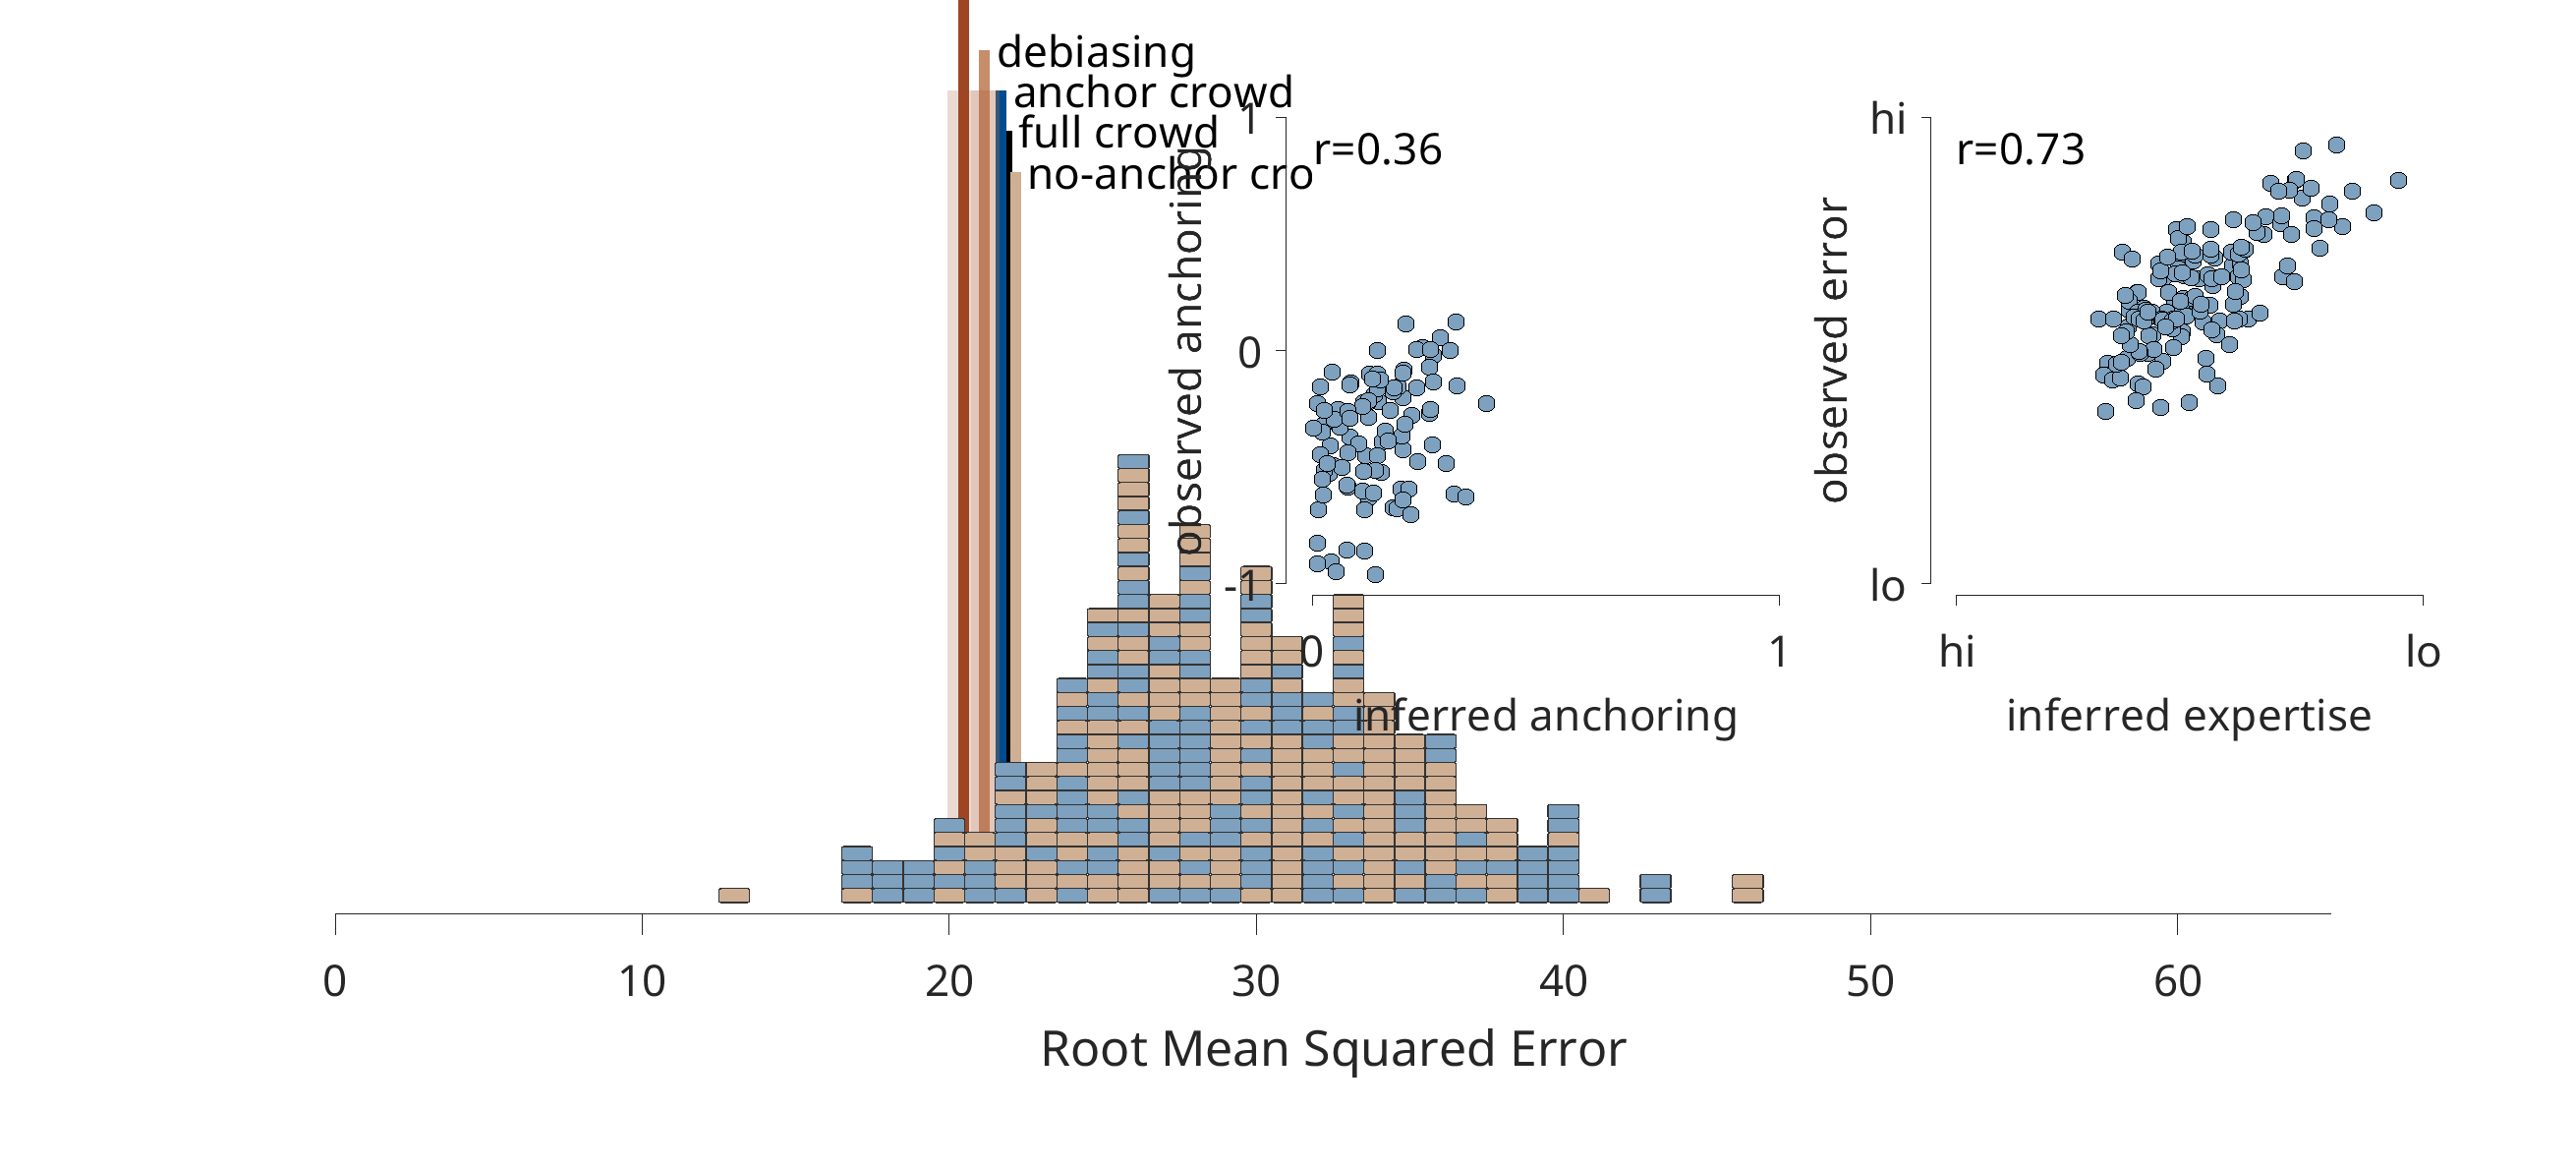 debiasing
anchor crowd
full crowd
no-anchor cro
observed anchoring
1
0
-1
r=0.36
0
1
inferred anchoring
observed error
hi
lo
r=0.73
hi
lo
inferred expertise
0
10
20
30
40
50
60
Root Mean Squared Error